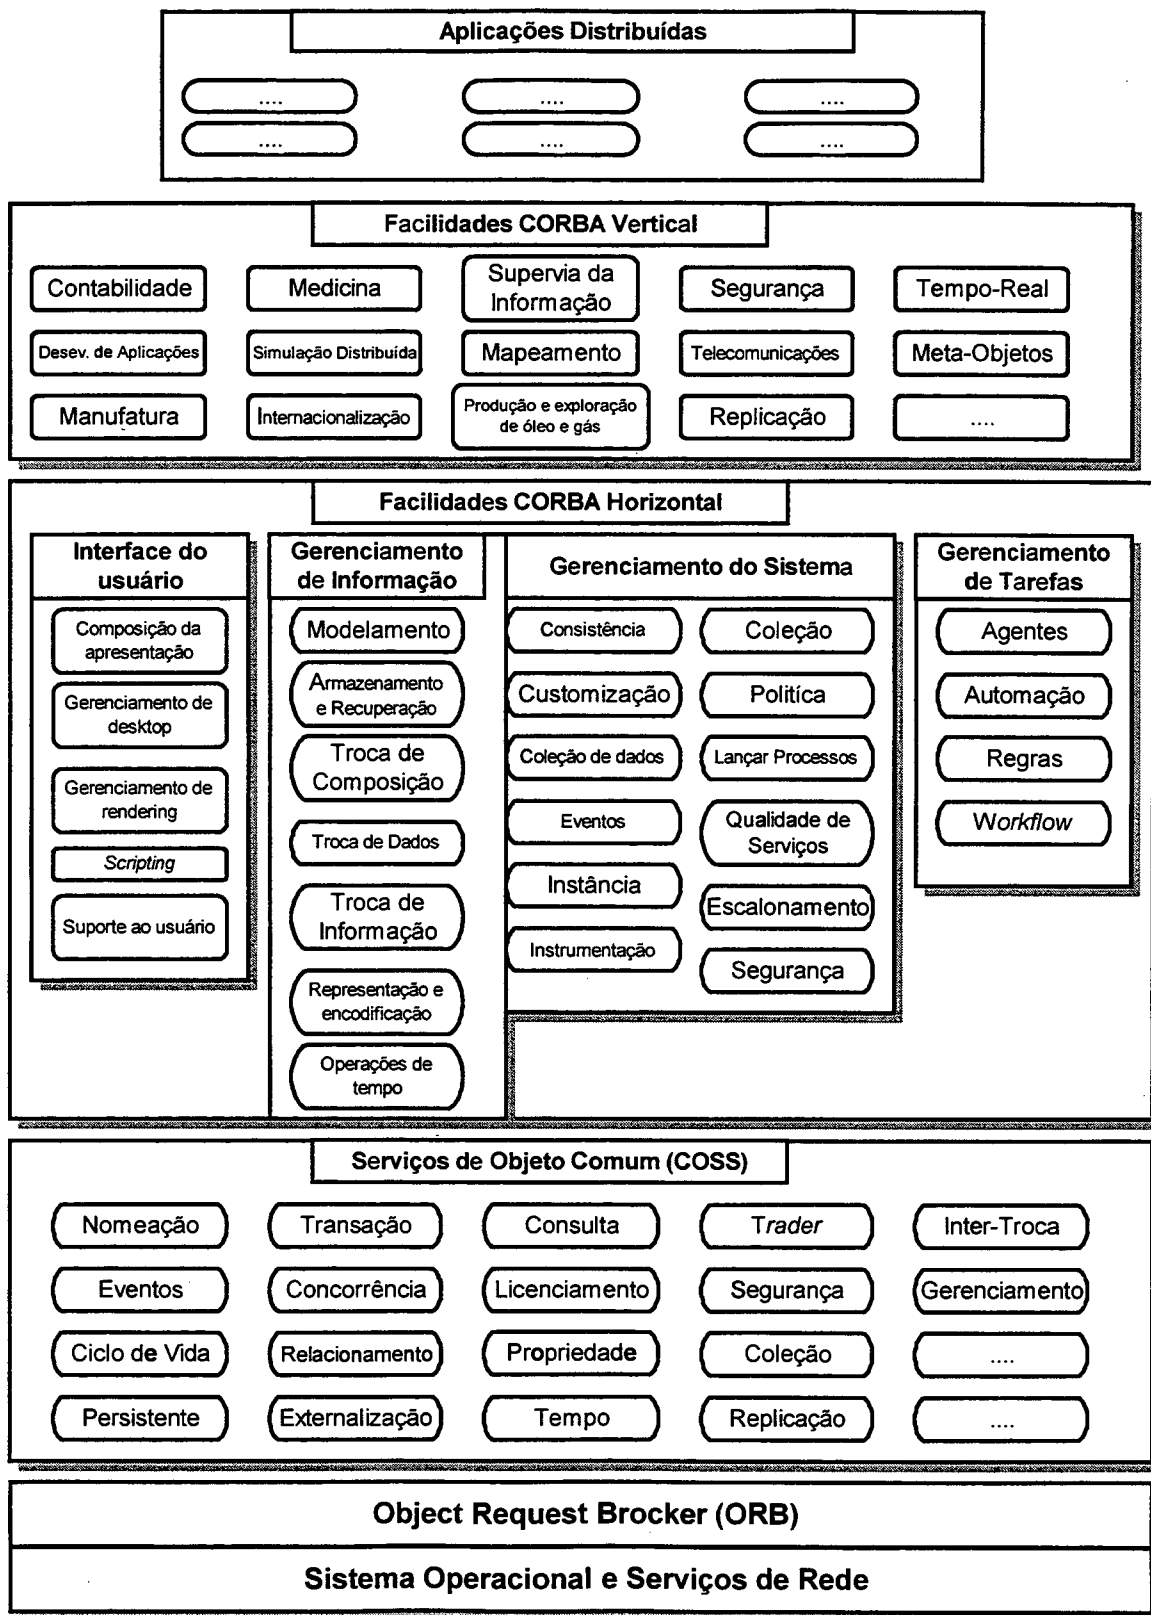 Aplicações Distribuídas
....
....
....
....
....
....
Facilidades CORBA Vertical
Contabilidade
Medicina
Supervia da
Informação
Segurança
Tempo-Real
Desev. de Aplicações
Simulação Distribuída
Mapeamento
Telecomunicações
Meta-Objetos
Manufatura
Internacionalização
Produção e exploração
de óleo e gás
Replicação
....
Facilidades CORBA Horizontal
Interface do
usuário
Composição da
apresentação
Gerenciamento de
desktop
Gerenciamento de
rendering
Scripting
Suporte ao usuário
Gerenciamento
de Informação
Modelamento
Armazenamento
e Recuperação
Troca de
Composição
Troca de Dados
Troca de
Informação
Representação e
encodificação
Operações de
tempo
Gerenciamento do Sistema
Consistência
Coleção
Customização
Politíca
Coleção de dados
Lançar Processos
Eventos
Qualidade de
Serviços
Instância
Escalonamento
Instrumentação
Segurança
Gerenciamento
de Tarefas
Agentes
Automação
Regras
Workflow
Serviços de Objeto Comum (COSS)
Nomeação
Transação
Consulta
Trader
Inter-Troca
Eventos
Concorrência
Licenciamento
Segurança
Gerenciamento
Ciclo de Vida
Relacionamento
Propriedade
Coleção
....
Persistente
Externalização
Tempo
Replicação
....
Object Request Brocker (ORB)
Sistema Operacional e Serviços de Rede